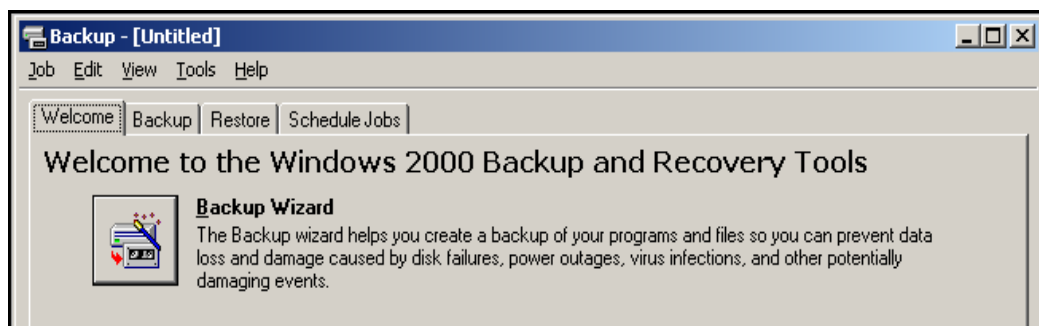 Backup - [Untitled]
Job Edit View Tools Help
Welcome Backup Restore Schedule Jobs
Welcome to the Windows 2000 Backup and Recovery Tools
Backup Wizard
The Backup wizard helps you create a backup of your programs and files so you can prevent data
loss and damage caused by disk failures, power outages, virus infections, and other potentially
damaging events.